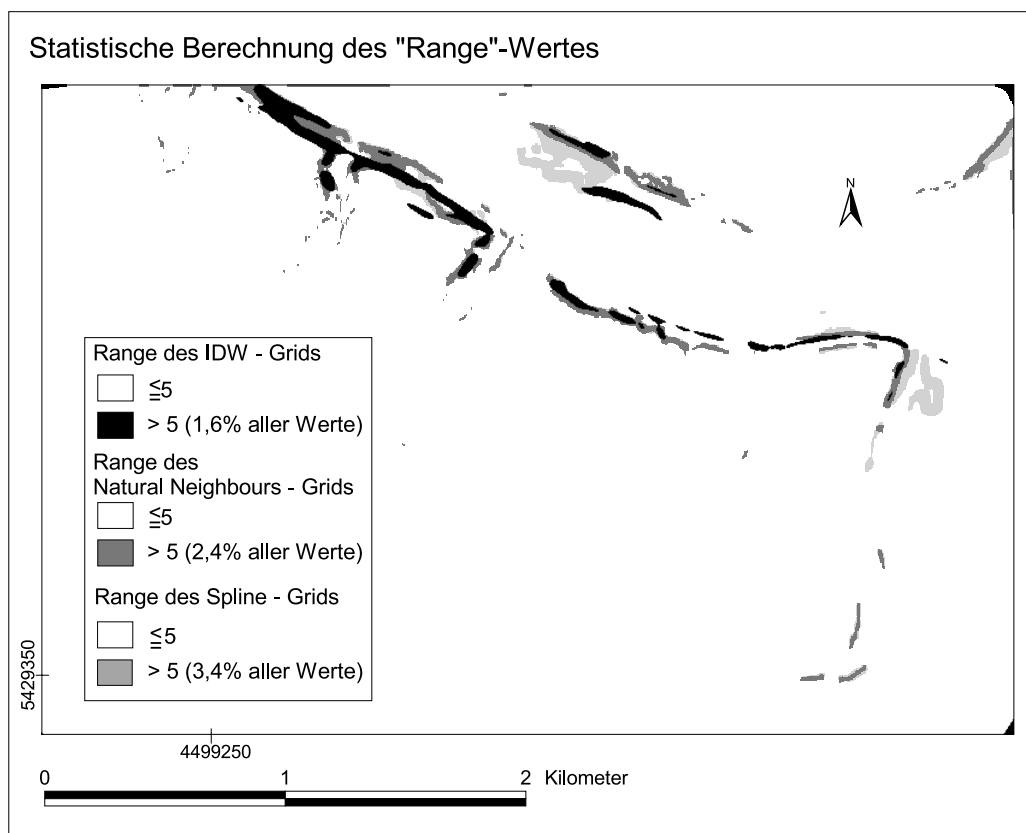 Statistische Berechnung des "Range"-Wertes
N
Range des IDW - Grids
≦5
> 5 (1,6% aller Werte)
Range des
Natural Neighbours - Grids
≦5
> 5 (2,4% aller Werte)
Range des Spline - Grids
≦5
> 5 (3,4% aller Werte)
5429350
4499250
0 1 2 Kilometer